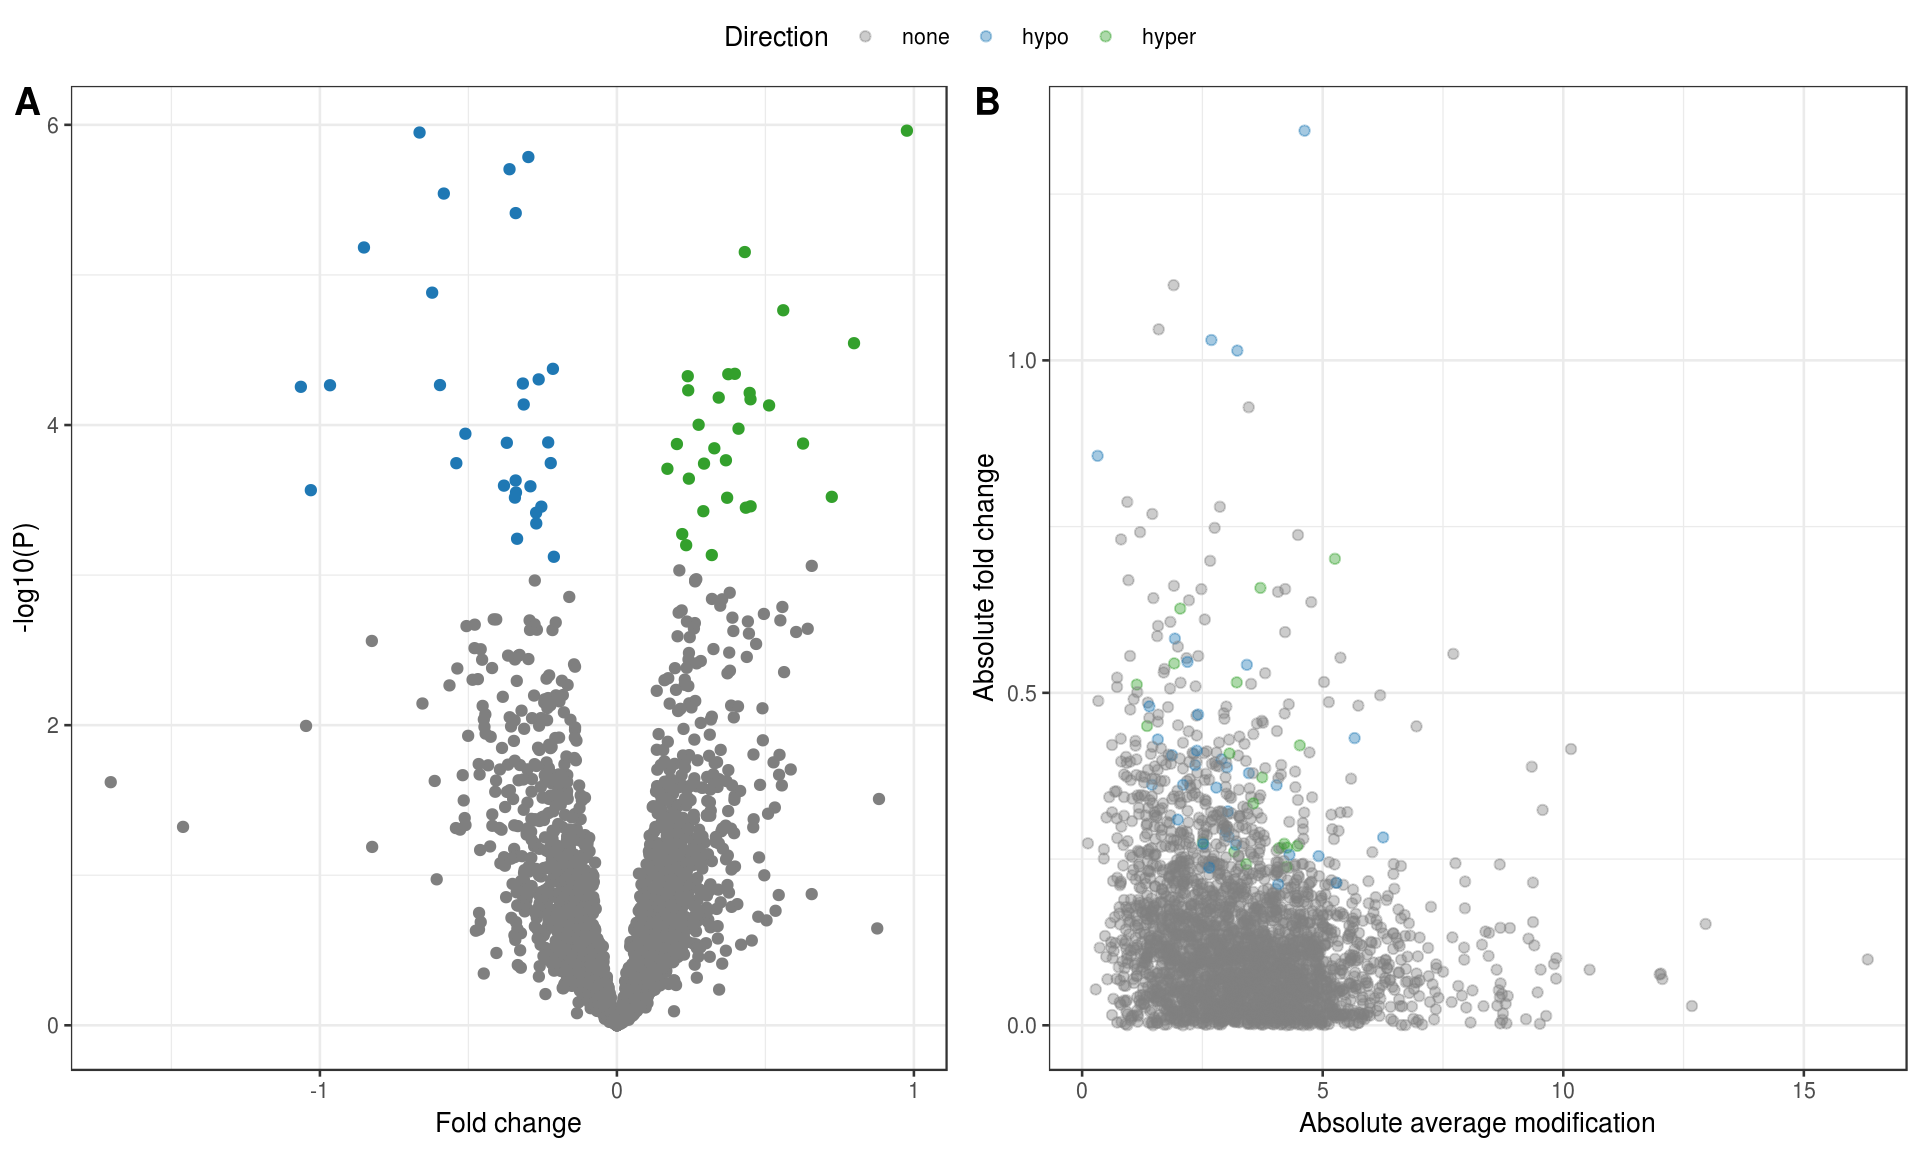 Direction none hypo hyper
A
6
4
2
0
-log10(P)
-1 0 1
Fold change
B
1.0
0.5
0.0
Absolute fold change
0 5 10 15
Absolute average modification